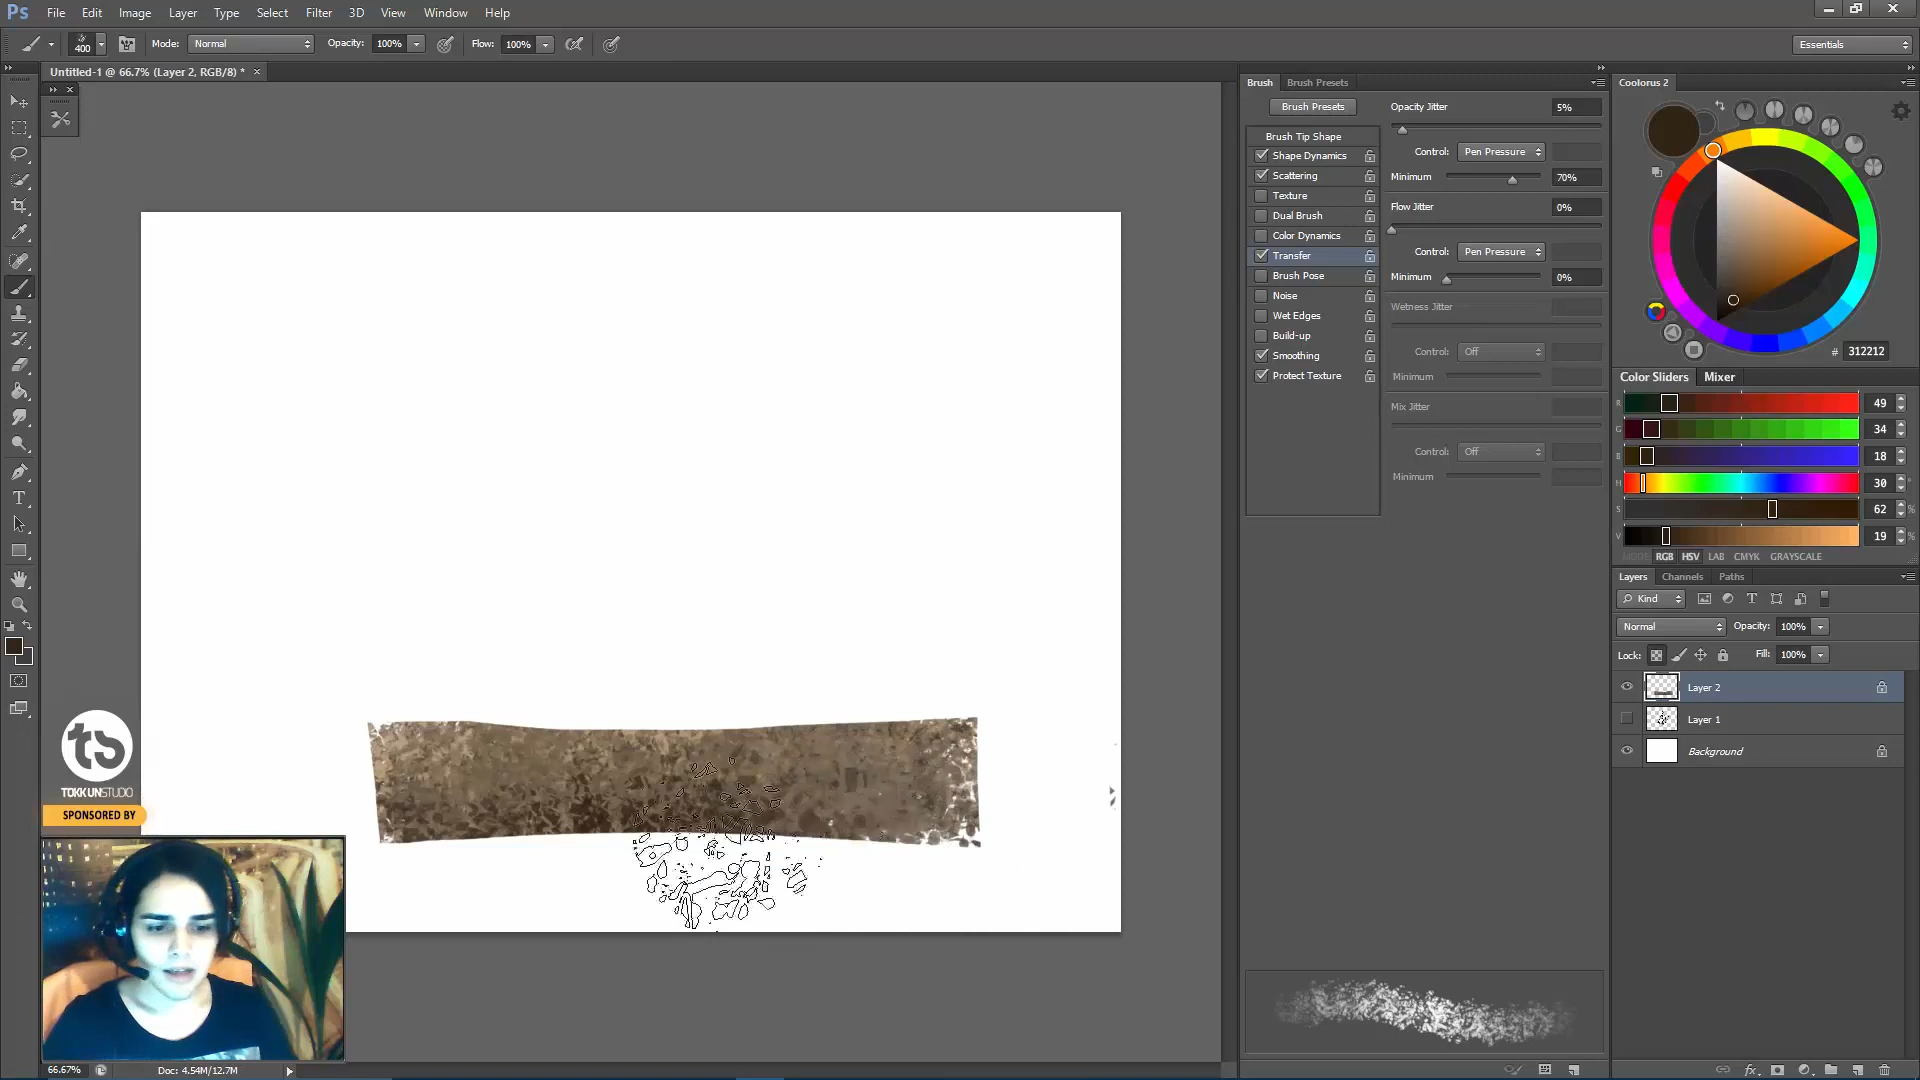 Ps File Edit Image Layer Type Select Filter 3D View Window Help
400 Mode: Normal Opacity: 100% Flow: 100% Essentials
Untitled-1 @ 66.7% (Layer 2, RGB/8) * ×
Brush Brush Presets
Brush Presets
Brush Tip Shape
Shape Dynamics
Scattering
Texture
Dual Brush
Color Dynamics
Transfer
Brush Pose
Noise
Wet Edges
Build-up
Smoothing
Protect Texture
Opacity Jitter 5%
Control: Pen Pressure
Minimum 70%
Flow Jitter 0%
Control: Pen Pressure
Minimum 0%
Wetness Jitter
Control: Off
Minimum
Mix Jitter
Control: Off
Minimum
Coolorus 2
# 312212
Color Sliders Mixer
R 49
G 34
B 18
H 30 °
S 62 %
V 19 %
MODE RGB HSV LAB CMYK GRAYSCALE
Layers Channels Paths
Kind
Normal Opacity: 100%
Lock: Fill: 100%
Layer 2
Layer 1
Background
fx
ts
TOKKUNSTUDO
SPONSORED BY
66.67% Doc: 4.54M/12.7M